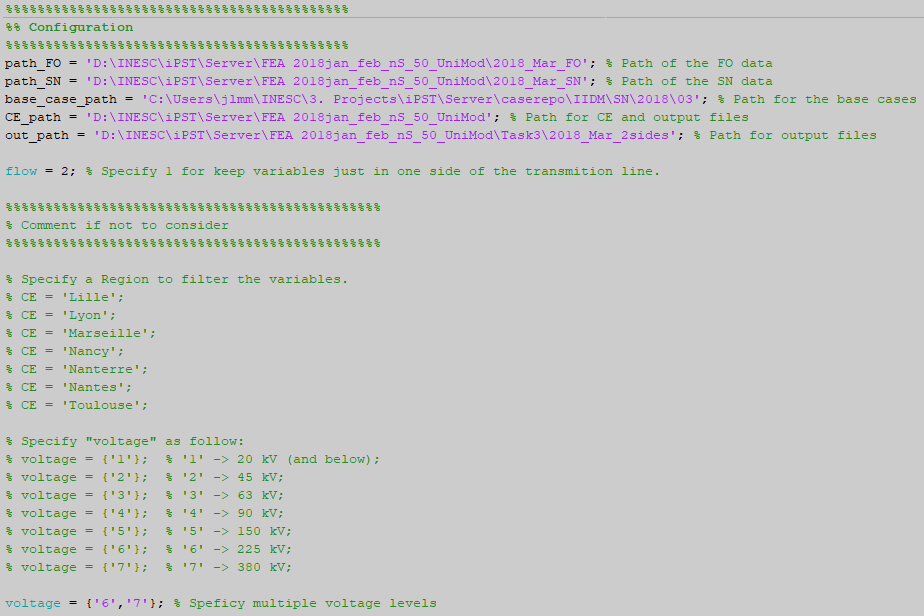 %%%%%%%%%%%%%%%%%%%%%%%%%%%%%%%%%%%%%%%%%%%
%% Configuration
%%%%%%%%%%%%%%%%%%%%%%%%%%%%%%%%%%%%%%%%%%%
path_FO = 'D:\INESC\iPST\Server\FEA 2018jan_feb_nS_50_UniMod\2018_Mar_FO'; % Path of the FO data
path_SN = 'D:\INESC\iPST\Server\FEA 2018jan_feb_nS_50_UniMod\2018_Mar_SN'; % Path of the SN data
base_case_path = 'C:\Users\jlmm\INESC\3. Projects\iPST\Server\caserepo\IIDM\SN\2018\03'; % Path for the base cases
CE_path = 'D:\INESC\iPST\Server\FEA 2018jan_feb_nS_50_UniMod'; % Path for CE and output files
out_path = 'D:\INESC\iPST\Server\FEA 2018jan_feb_nS_50_UniMod\Task3\2018_Mar_2sides'; % Path for output files
flow = 2; % Specify 1 for keep variables just in one side of the transmition line.
%%%%%%%%%%%%%%%%%%%%%%%%%%%%%%%%%%%%%%%%%%%%%%%
% Comment if not to consider
%%%%%%%%%%%%%%%%%%%%%%%%%%%%%%%%%%%%%%%%%%%%%%%
% Specify a Region to filter the variables.
% CE = 'Lille';
% CE = 'Lyon';
% CE = 'Marseille';
% CE = 'Nancy';
% CE = 'Nanterre';
% CE = 'Nantes';
% CE = 'Toulouse';
% Specify "voltage" as follow:
% voltage = {'1'};  % '1' -> 20 kV (and below);
% voltage = {'2'};  % '2' -> 45 kV;
% voltage = {'3'};  % '3' -> 63 kV;
% voltage = {'4'};  % '4' -> 90 kV;
% voltage = {'5'};  % '5' -> 150 kV;
% voltage = {'6'};  % '6' -> 225 kV;
% voltage = {'7'};  % '7' -> 380 kV;
voltage = {'6','7'}; % Speficy multiple voltage levels